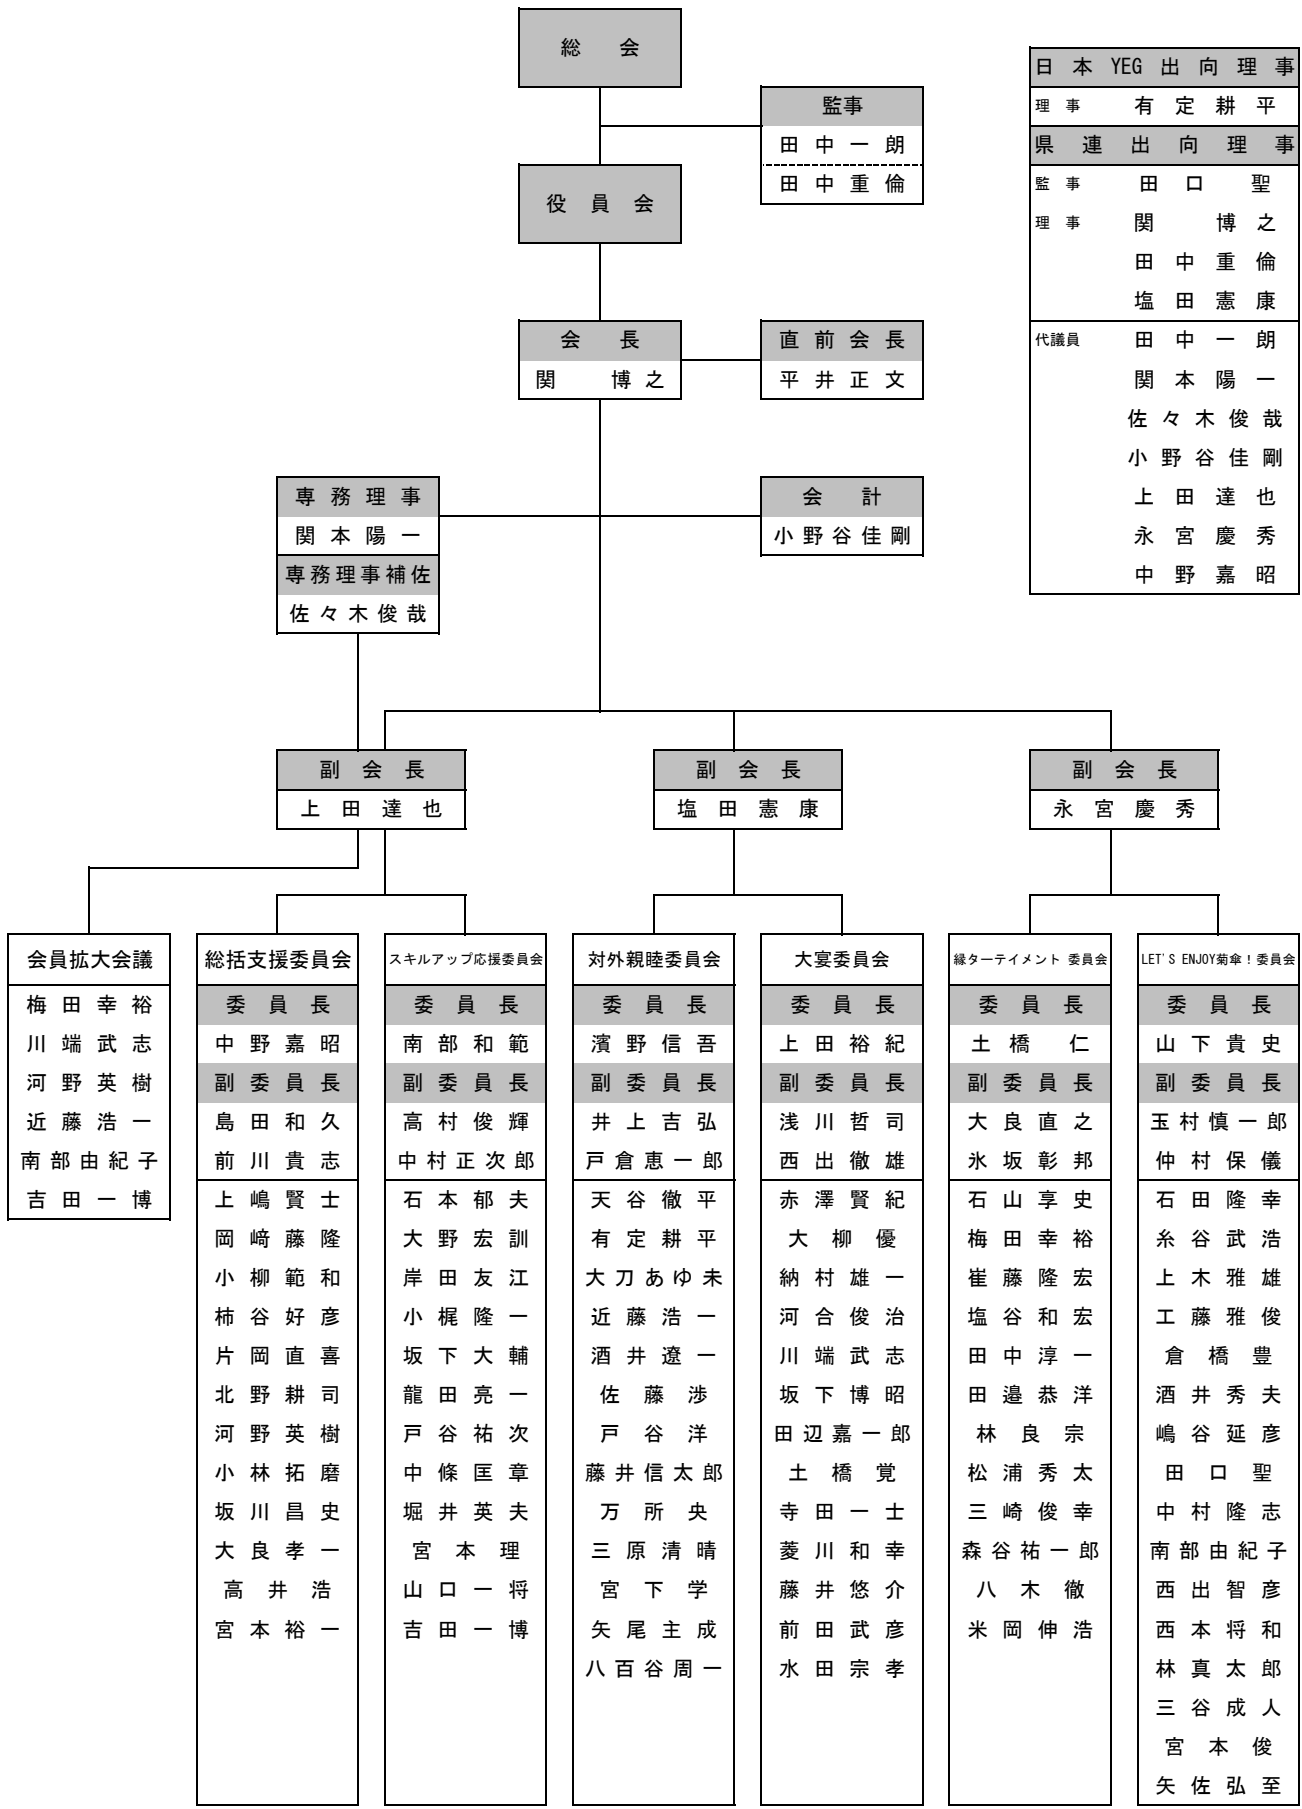 総会
監事
田中一朗
田中重倫
役員会
会長
関 博之
直前会長
平井正文
専務理事
関本陽一
専務理事補佐
佐々木俊哉
会計
小野谷佳剛
日本YEG出向理事
理事 有定耕平
県連出向理事
監事 田口 聖
理事 関 博之
田中重倫
塩田憲康
代議員 田中一朗
関本陽一
佐々木俊哉
小野谷佳剛
上田達也
永宮慶秀
中野嘉昭
副会長
上田達也
副会長
塩田憲康
副会長
永宮慶秀
会員拡大会議
梅田幸裕
川端武志
河野英樹
近藤浩一
南部由紀子
吉田一博
総括支援委員会
委員長
中野嘉昭
副委員長
島田和久
前川貴志
上嶋賢士
岡﨑藤隆
小柳範和
柿谷好彦
片岡直喜
北野耕司
河野英樹
小林拓磨
坂川昌史
大良孝一
高井浩
宮本裕一
スキルアップ応援委員会
委員長
南部和範
副委員長
高村俊輝
中村正次郎
石本郁夫
大野宏訓
岸田友江
小梶隆一
坂下大輔
龍田亮一
戸谷祐次
中條匡章
堀井英夫
宮本理
山口一将
吉田一博
対外親睦委員会
委員長
濱野信吾
副委員長
井上吉弘
戸倉恵一郎
天谷徹平
有定耕平
大刀あゆ未
近藤浩一
酒井遼一
佐藤渉
戸谷洋
藤井信太郎
万所央
三原清晴
宮下学
矢尾主成
八百谷周一
大宴委員会
委員長
上田裕紀
副委員長
浅川哲司
西出徹雄
赤澤賢紀
大柳優
納村雄一
河合俊治
川端武志
坂下博昭
田辺嘉一郎
土橋覚
寺田一士
菱川和幸
藤井悠介
前田武彦
水田宗孝
縁ターテイメント 委員会
委員長
土橋 仁
副委員長
大良直之
氷坂彰邦
石山享史
梅田幸裕
崔藤隆宏
塩谷和宏
田中淳一
田邉恭洋
林良宗
松浦秀太
三崎俊幸
森谷祐一郎
八木徹
米岡伸浩
LET'S ENJOY菊傘！委員会
委員長
山下貴史
副委員長
玉村慎一郎
仲村保儀
石田隆幸
糸谷武浩
上木雅雄
工藤雅俊
倉橋豊
酒井秀夫
嶋谷延彦
田口聖
中村隆志
南部由紀子
西出智彦
西本将和
林真太郎
三谷成人
宮本俊
矢佐弘至